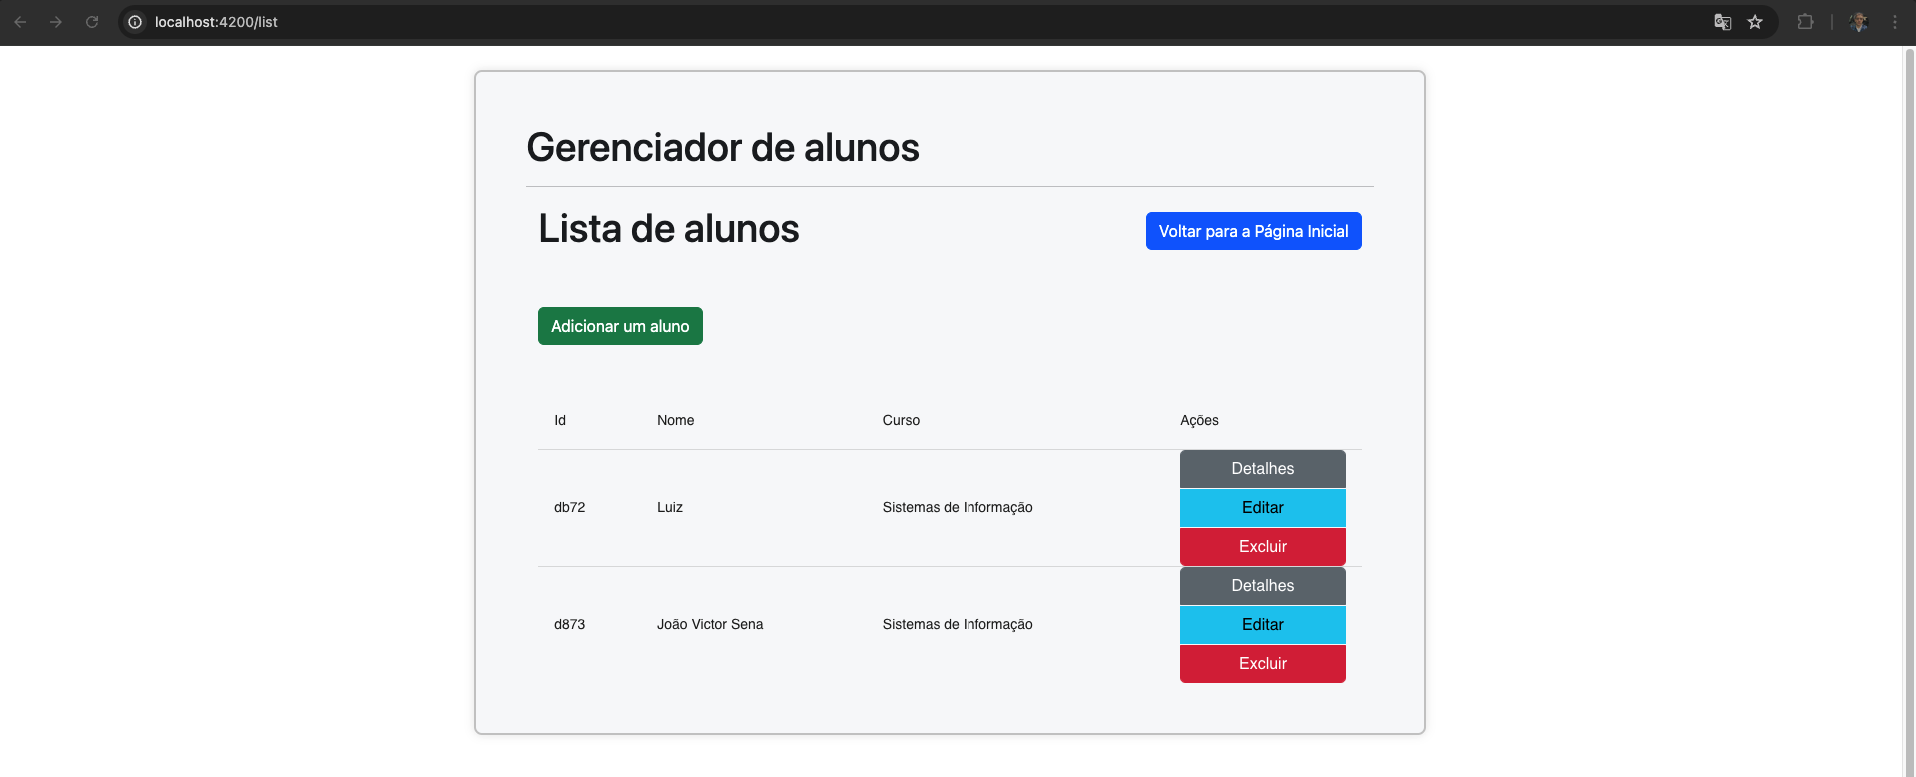 localhost:4200/list
Gerenciador de alunos
Lista de alunos
Voltar para a Página Inicial
Adicionar um aluno
Id Nome Curso Ações
db72 Luiz Sistemas de Informação
Detalhes
Editar
Excluir
d873 João Victor Sena Sistemas de Informação
Detalhes
Editar
Excluir